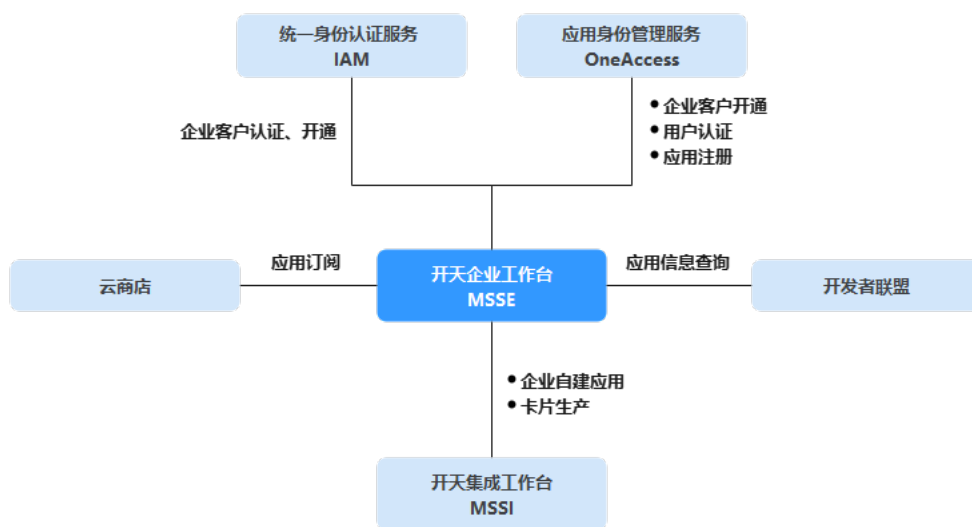 统一身份认证服务
IAM
应用身份管理服务
OneAccess
企业客户认证、开通
• 企业客户开通
• 用户认证
• 应用注册
云商店
应用订阅
开天企业工作台
MSSE
应用信息查询
开发者联盟
• 企业自建应用
• 卡片生产
开天集成工作台
MSSI